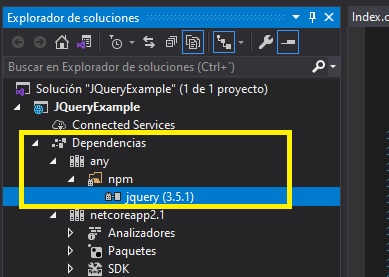 Explorador de soluciones
Index.c
Buscar en Explorador de soluciones (Ctrl+¨)
Solución "JQueryExample" (1 de 1 proyecto)
JQueryExample
Connected Services
Dependencias
any
npm
jquery (3.5.1)
netcoreapp2.1
Analizadores
Paquetes
SDK